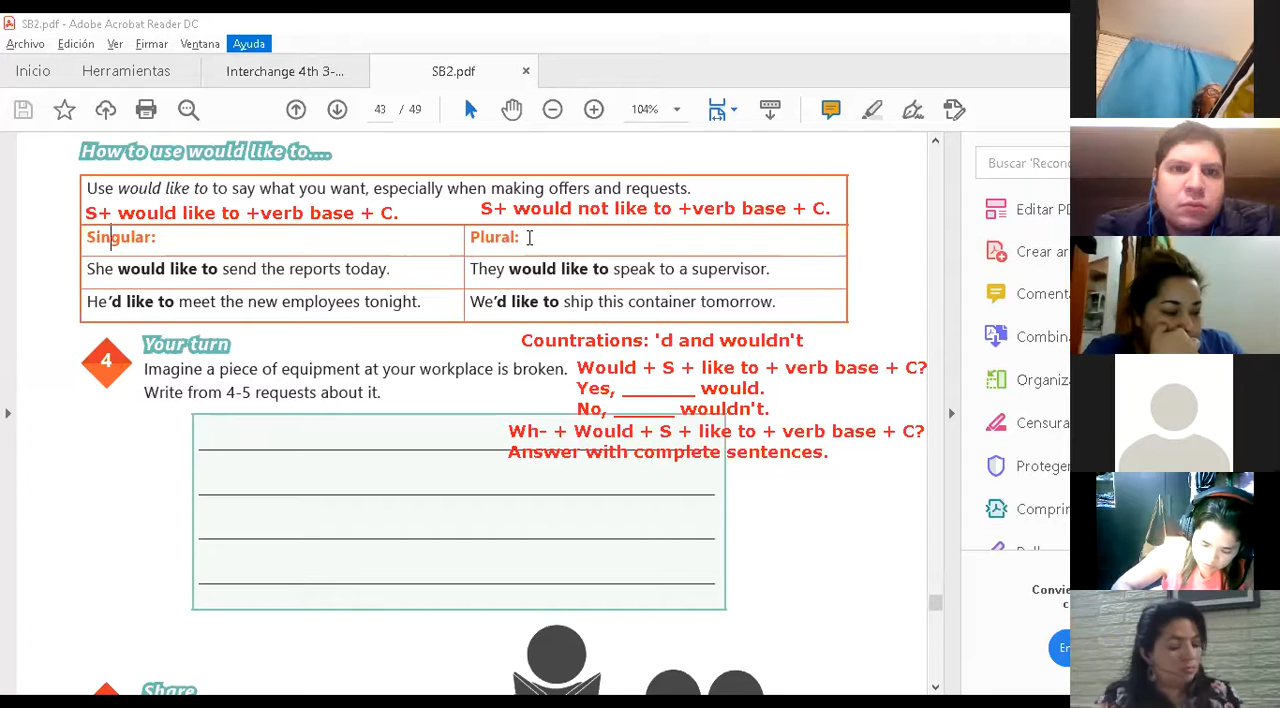 SB2.pdf - Adobe Acrobat Reader DC
Archivo Edición Ver Firmar Ventana Ayuda
Inicio Herramientas Interchange 4th 3-... SB2.pdf ×
43 / 49 104%
How to use would like to....
Use would like to to say what you want, especially when making offers and requests.
S+ would like to +verb base + C. S+ would not like to +verb base + C.
Singular: Plural:
She would like to send the reports today. They would like to speak to a supervisor.
He'd like to meet the new employees tonight. We'd like to ship this container tomorrow.
Countrations: 'd and wouldn't
4 Your turn
Imagine a piece of equipment at your workplace is broken.
Write from 4-5 requests about it.
Would + S + like to + verb base + C?
Yes, _______ would.
No, ______ wouldn't.
Wh- + Would + S + like to + verb base + C?
Answer with complete sentences.
Share
Buscar 'Recon
Editar PD
Crear ar
Comenta
Combina
Organiza
Censura
Proteger
Comprin
Convie
c
En